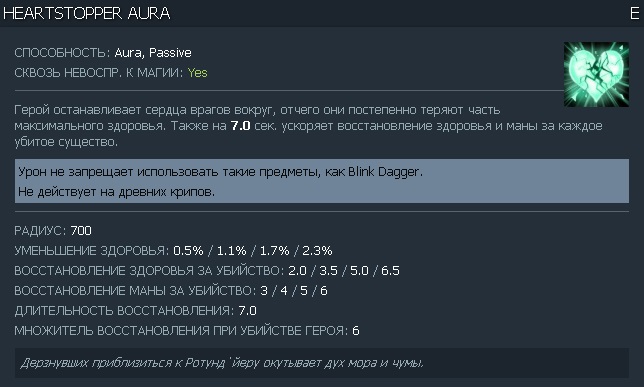 HEARTSTOPPER AURA E
СПОСОБНОСТЬ: Aura, Passive
СКВОЗЬ НЕВОСПР. К МАГИИ: Yes
Герой останавливает сердца врагов вокруг, отчего они постепенно теряют часть
максимального здоровья. Также на 7.0 сек. ускоряет восстановление здоровья и маны за каждое
убитое существо.
Урон не запрещает использовать такие предметы, как Blink Dagger.
Не действует на древних крипов.
РАДИУС: 700
УМЕНЬШЕНИЕ ЗДОРОВЬЯ: 0.5% / 1.1% / 1.7% / 2.3%
ВОССТАНОВЛЕНИЕ ЗДОРОВЬЯ ЗА УБИЙСТВО: 2.0 / 3.5 / 5.0 / 6.5
ВОССТАНОВЛЕНИЕ МАНЫ ЗА УБИЙСТВО: 3 / 4 / 5 / 6
ДЛИТЕЛЬНОСТЬ ВОССТАНОВЛЕНИЯ: 7.0
МНОЖИТЕЛЬ ВОССТАНОВЛЕНИЯ ПРИ УБИЙСТВЕ ГЕРОЯ: 6
Дерзнувших приблизиться к Ротунд`йеру окутывает дух мора и чумы.